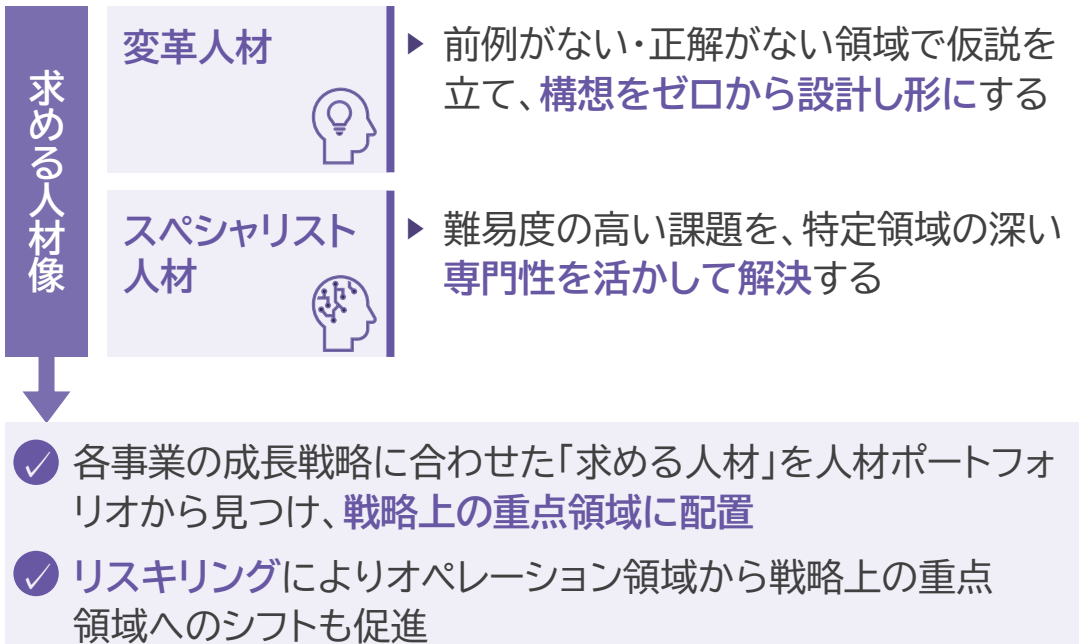 求める人材像
変革人材
前例がない・正解がない領域で仮説を
立て、構想をゼロから設計し形にする
スペシャリスト
人材
難易度の高い課題を、特定領域の深い
専門性を活かして解決する
各事業の成長戦略に合わせた「求める人材」を人材ポートフォ
リオから見つけ、戦略上の重点領域に配置
リスキリングによりオペレーション領域から戦略上の重点
領域へのシフトも促進